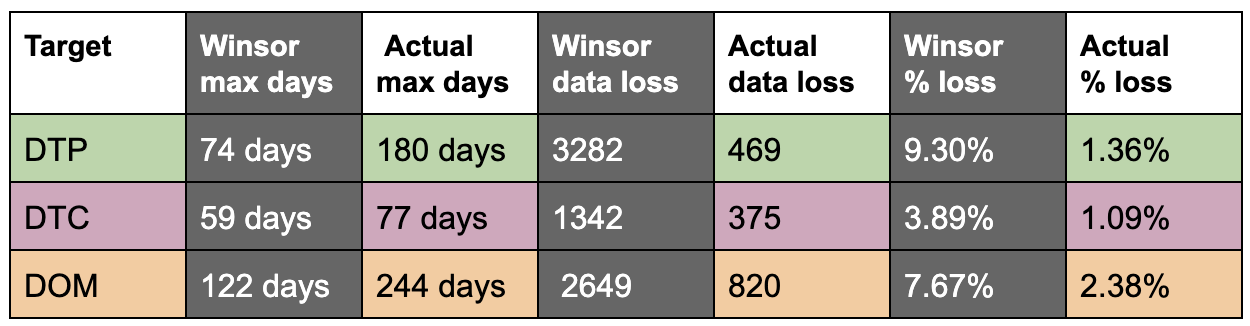 Target Winsor max days Actual max days Winsor data loss Actual data loss Winsor % loss Actual % loss
DTP 74 days 180 days 3282 469 9.30% 1.36%
DTC 59 days 77 days 1342 375 3.89% 1.09%
DOM 122 days 244 days 2649 820 7.67% 2.38%